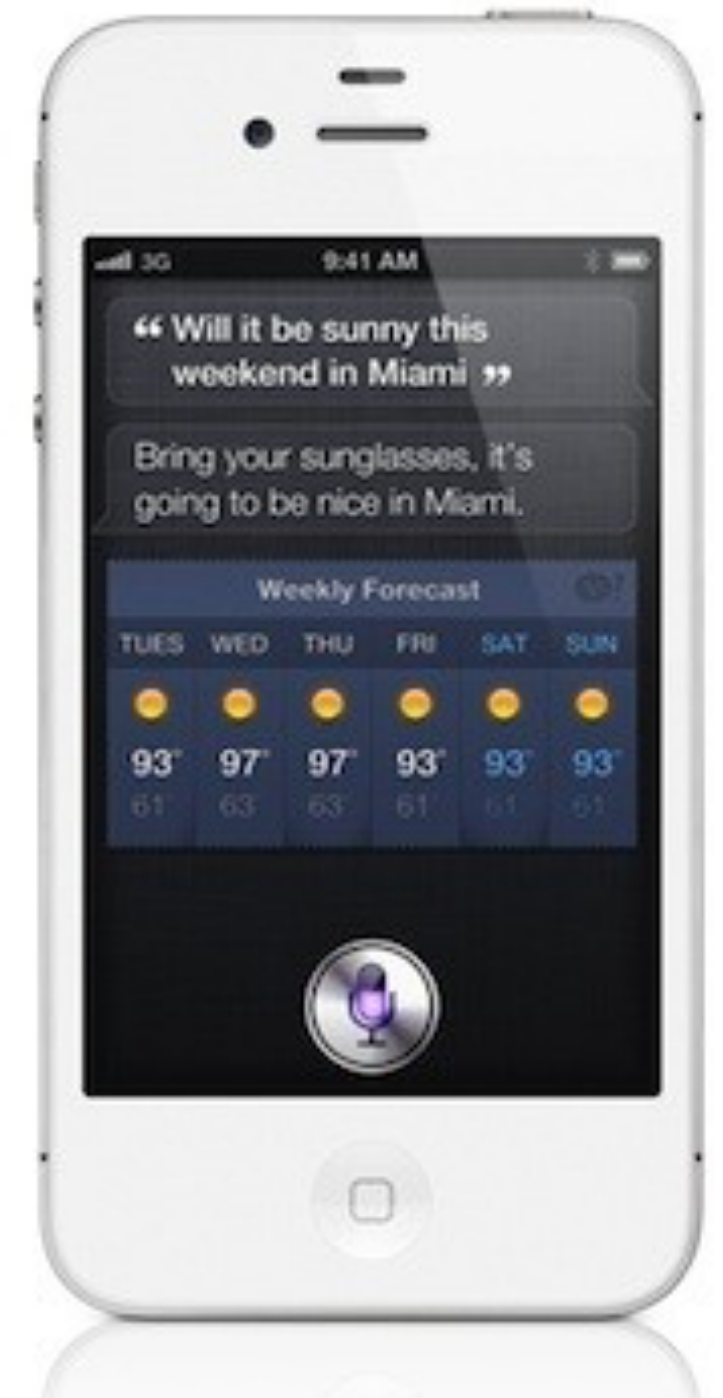 3G 9:41 AM
“ Will it be sunny this
weekend in Miami ”
Bring your sunglasses, it's
going to be nice in Miami.
Weekly Forecast
TUES WED THU FRI SAT SUN
93° 97° 97° 93° 93° 93°
61° 63° 63° 61° 61° 61°